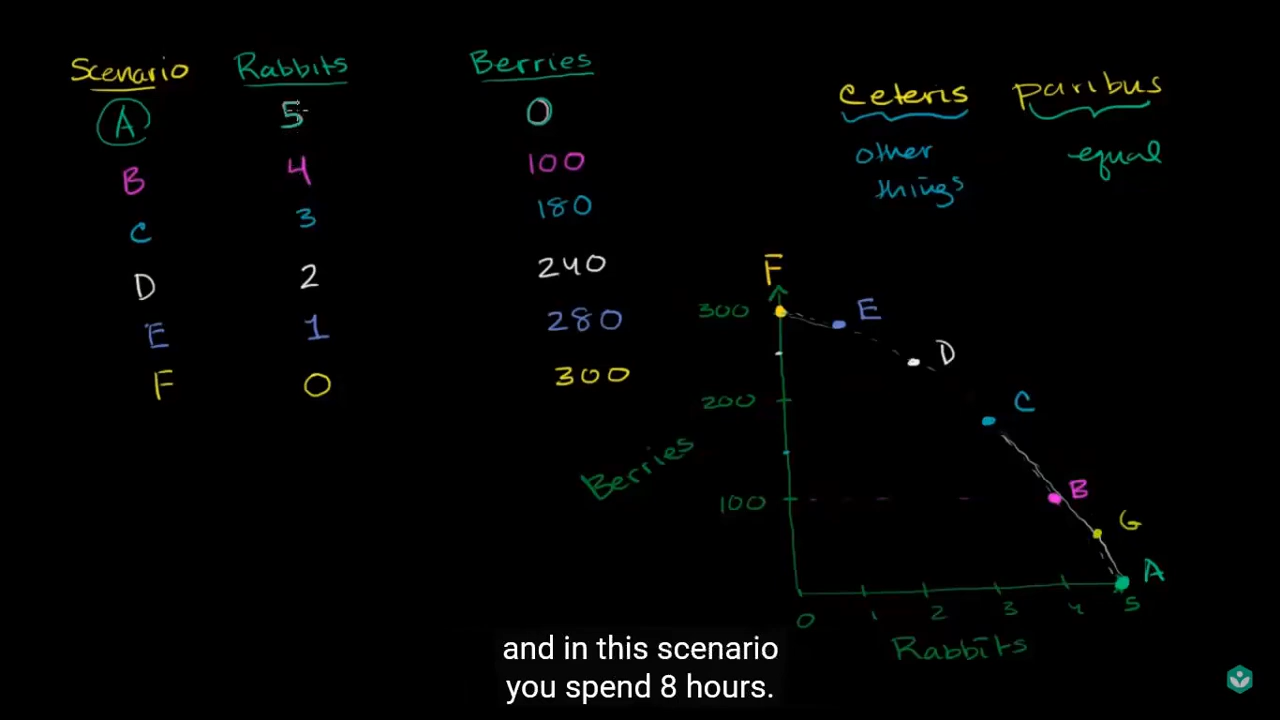 Scenario Rabbits Berries
A 5 0
B 4 100
C 3 180
D 2 240
E 1 280
F 0 300
Ceteris paribus
other equal
things
F
300
E
D
200
C
Berries
100
B
G
A
0 1 2 3 4 5
Rabbits
and in this scenario
you spend 8 hours.